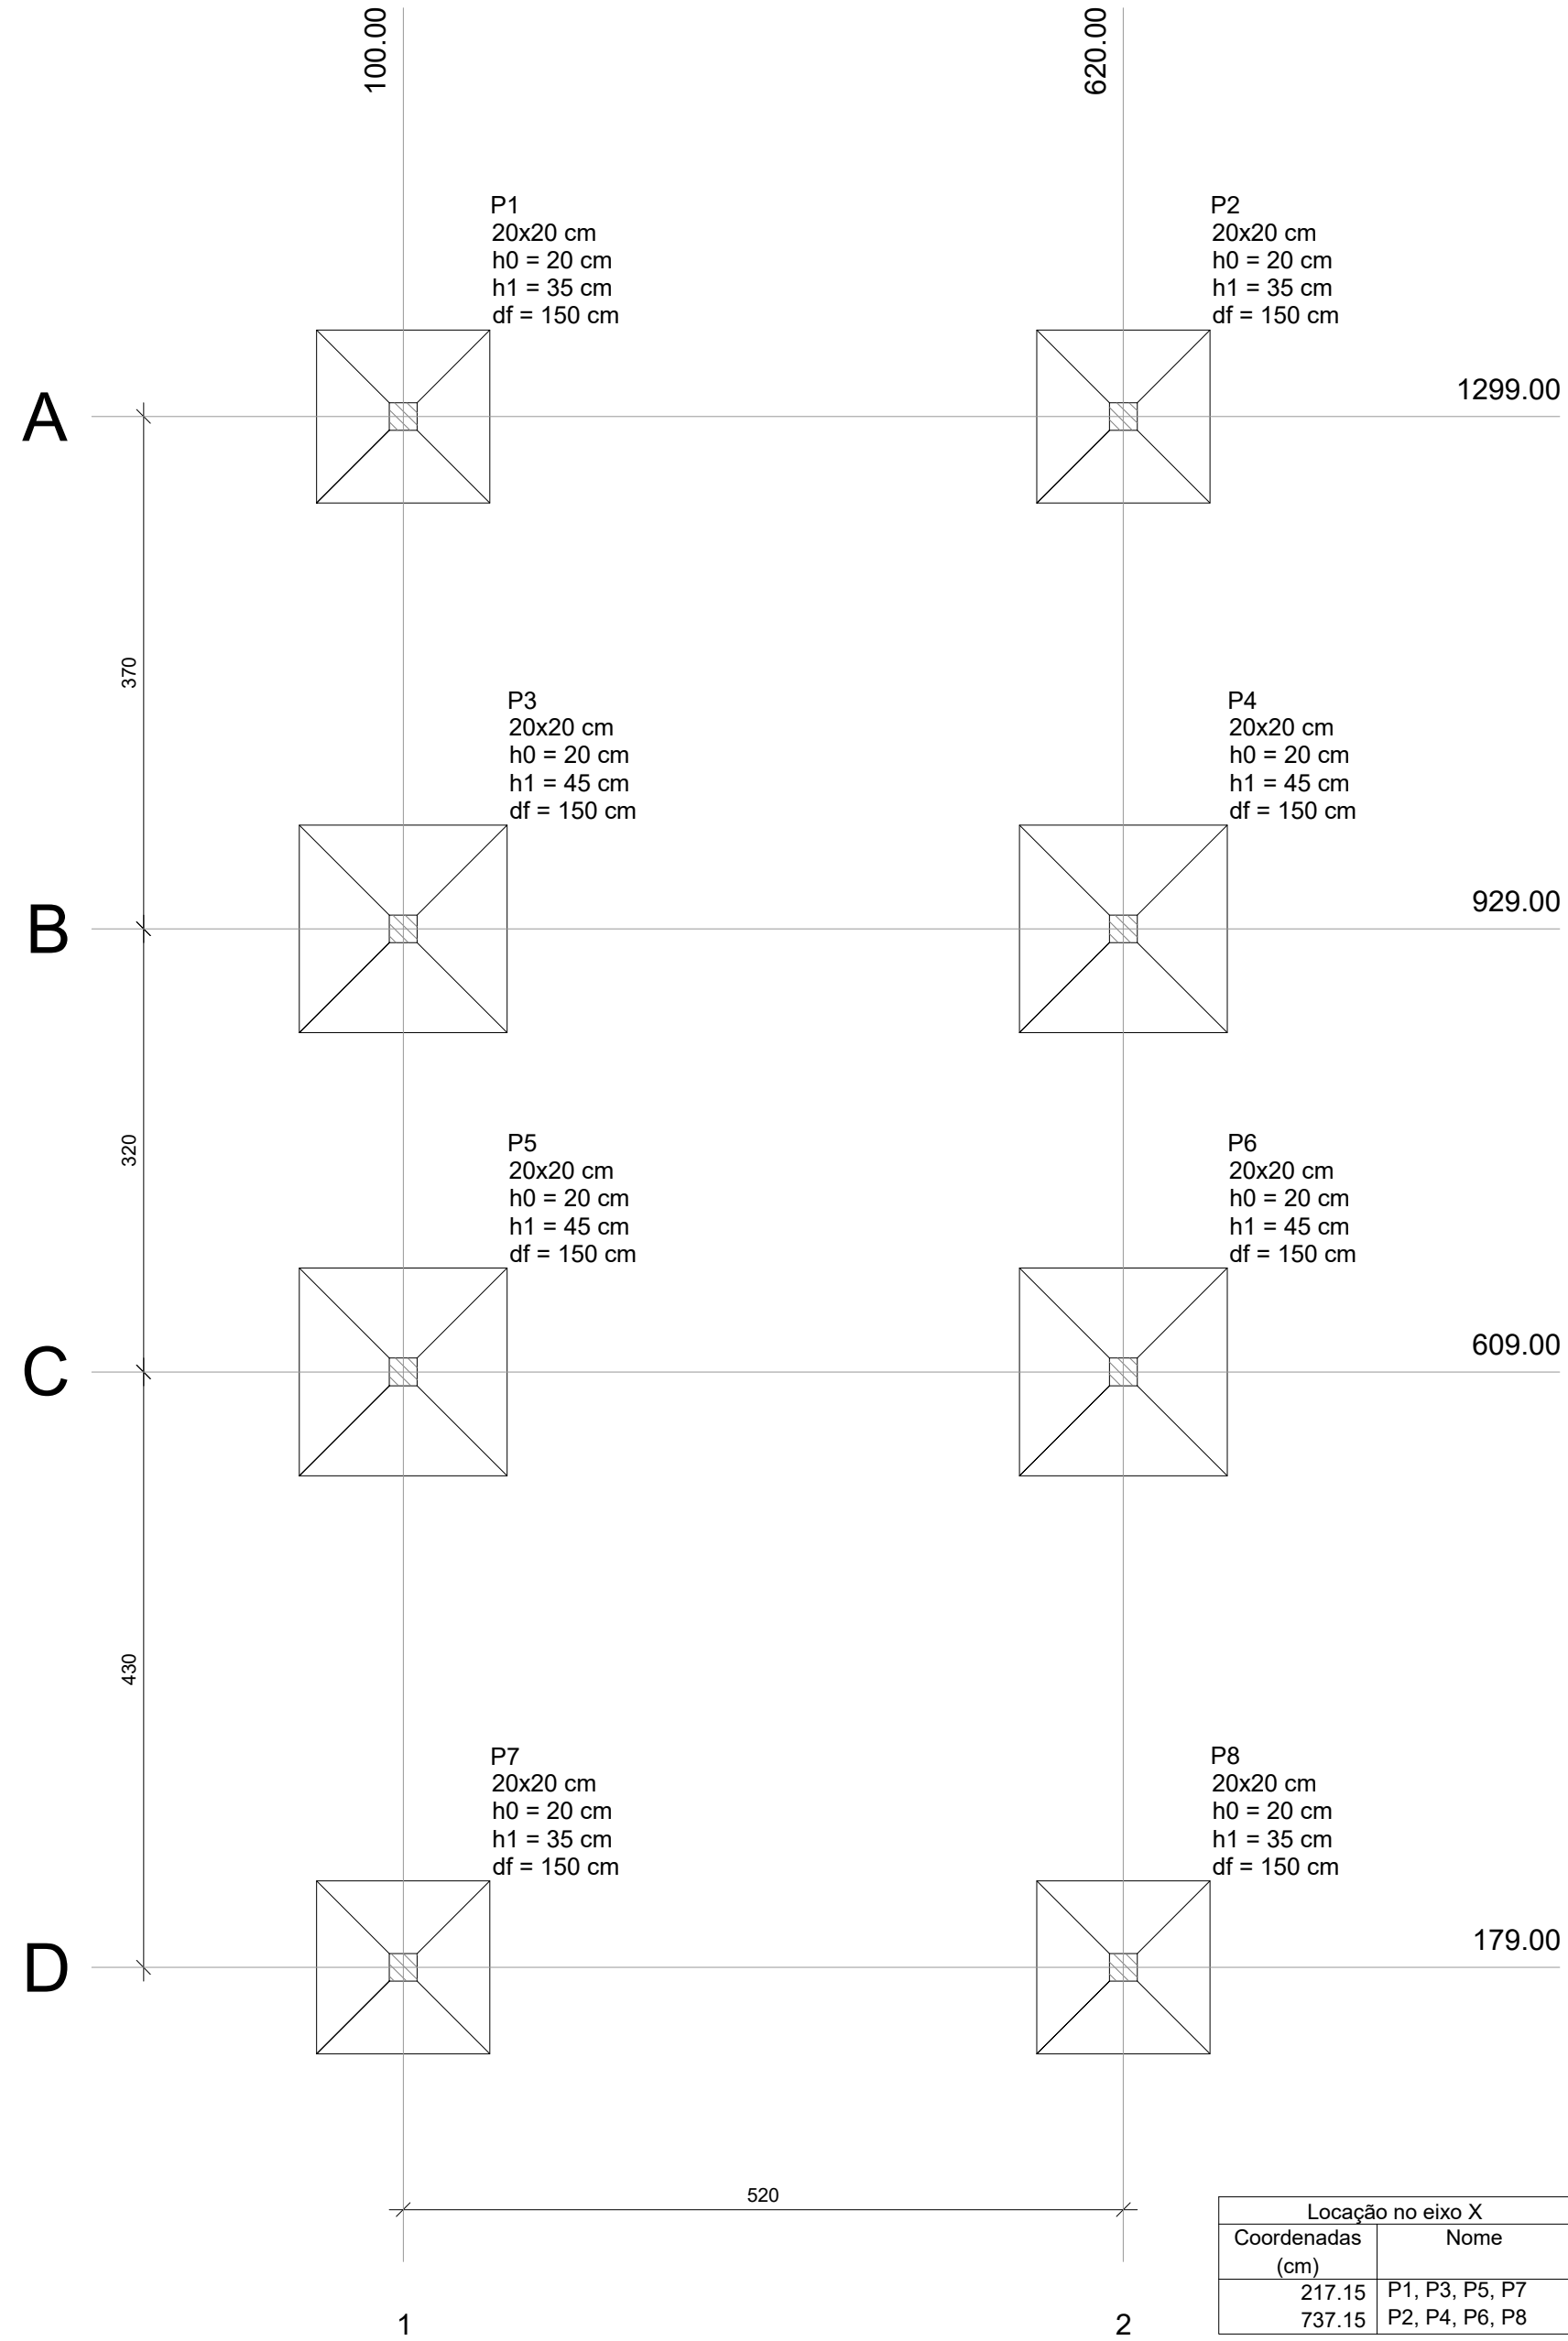 100.00
620.00
P1
20x20 cm
h0 = 20 cm
h1 = 35 cm
df = 150 cm
P2
20x20 cm
h0 = 20 cm
h1 = 35 cm
df = 150 cm
A
1299.00
370
P3
20x20 cm
h0 = 20 cm
h1 = 45 cm
df = 150 cm
P4
20x20 cm
h0 = 20 cm
h1 = 45 cm
df = 150 cm
B
929.00
320
P5
20x20 cm
h0 = 20 cm
h1 = 45 cm
df = 150 cm
P6
20x20 cm
h0 = 20 cm
h1 = 45 cm
df = 150 cm
C
609.00
430
P7
20x20 cm
h0 = 20 cm
h1 = 35 cm
df = 150 cm
P8
20x20 cm
h0 = 20 cm
h1 = 35 cm
df = 150 cm
D
179.00
520
1
2
Locação no eixo X
Coordenadas (cm) Nome
217.15 P1, P3, P5, P7
737.15 P2, P4, P6, P8